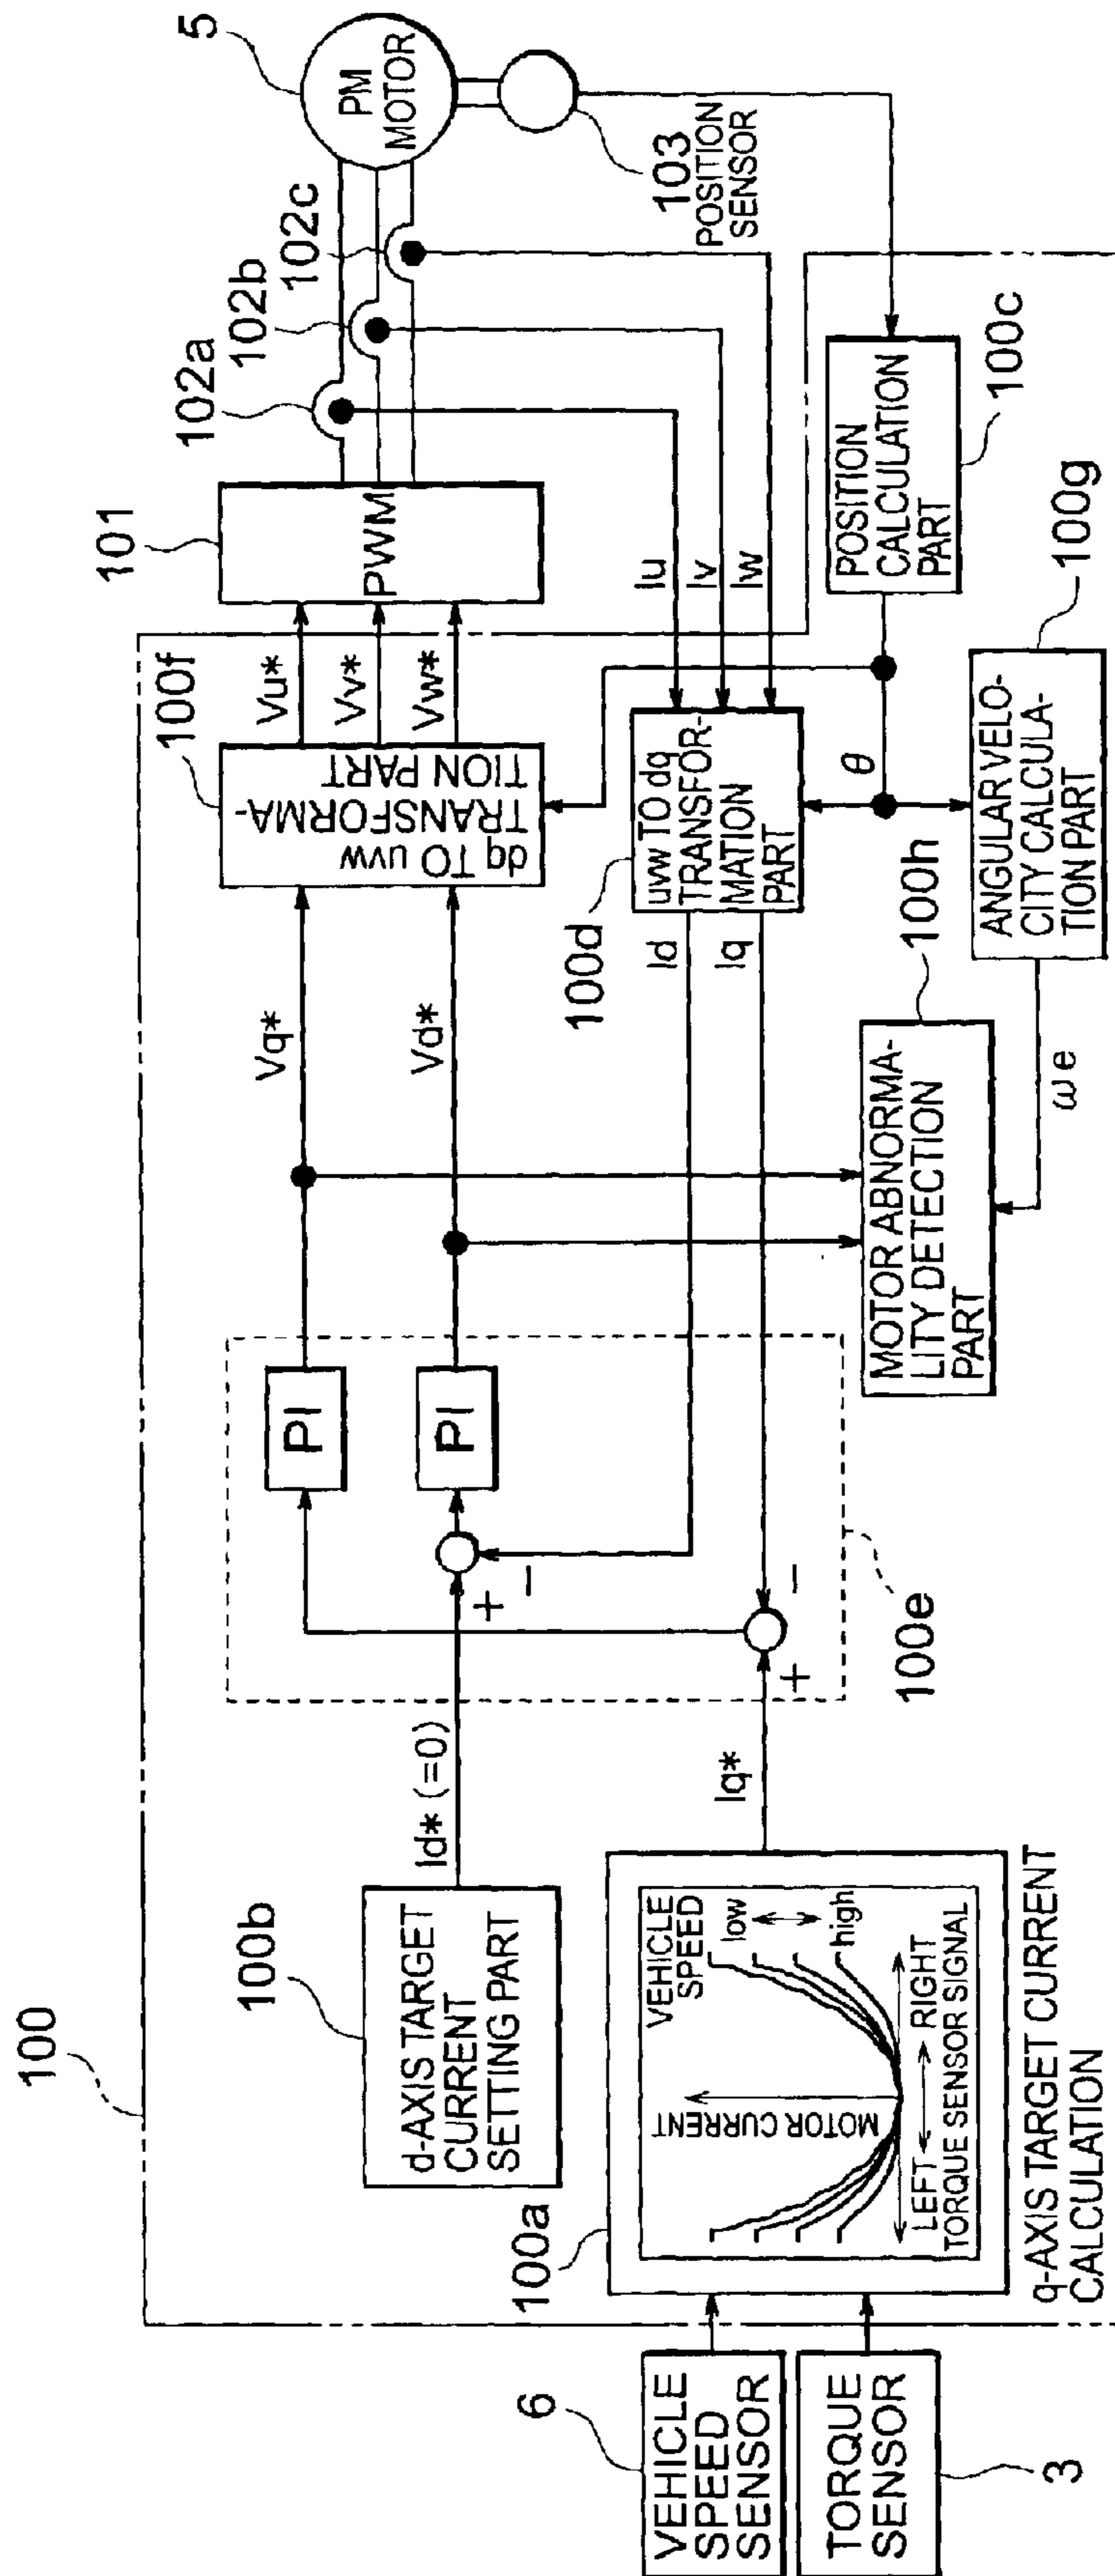 100
6
VEHICLE
SPEED
SENSOR
TORQUE
SENSOR
3
100b
d-AXIS TARGET
CURRENT
SETTING PART
Id* (=0)
100a
VEHICLE
SPEED
low
high
MOTOR CURRENT
LEFT
RIGHT
TORQUE SENSOR SIGNAL
q-AXIS TARGET CURRENT
CALCULATION
Iq*
+
−
+
−
100e
PI
PI
Vq*
Vd*
100f
dq TO uvw
TRANSFORMA-
TION PART
Vu*
Vv*
Vw*
101
PWM
102a
102b
102c
5
PM
MOTOR
103
POSITION
SENSOR
Iu
Iv
Iw
100d
uvw TO dq
TRANSFOR-
MATION
PART
Id
Iq
θ
POSITION
CALCULATION
PART
100c
100g
ANGULAR VELO-
CITY CALCULA-
TION PART
ωe
100h
MOTOR ABNORMA-
LITY DETECTION
PART